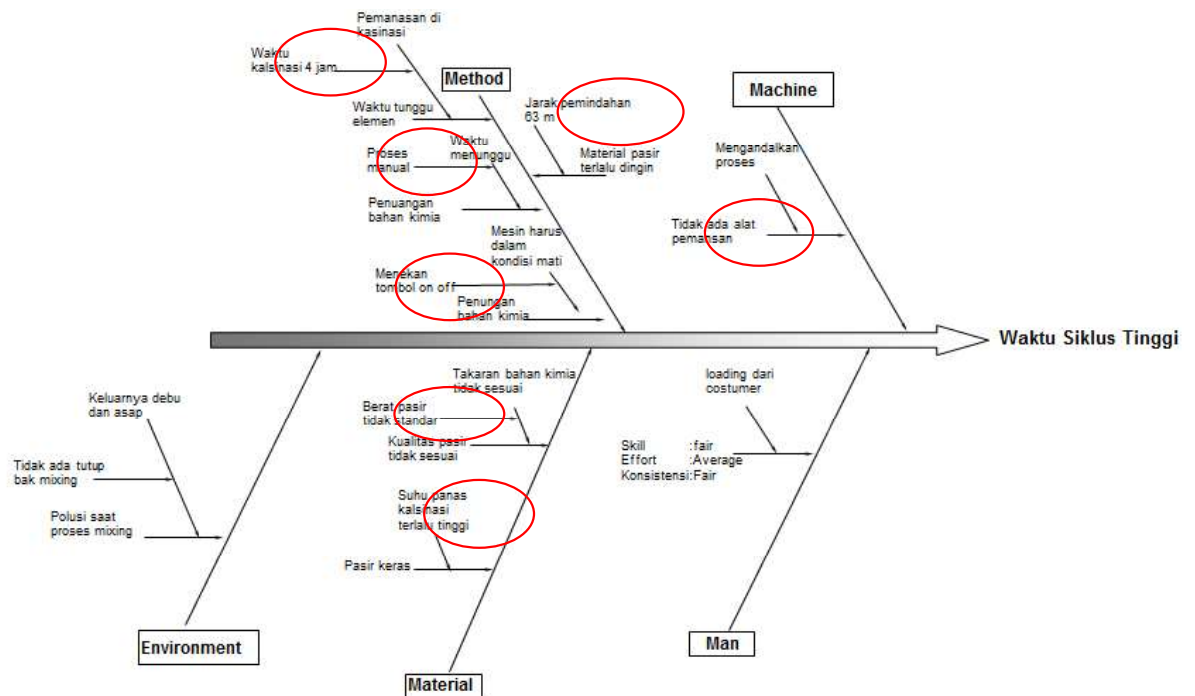 Pemanasan di
kasinasi
Waktu
kalsinasi 4 jam
Method
Machine
Waktu tunggu
elemen
Jarak pemindahan
63 m
Proses
manual
Waktu
menunggu
Material pasir
terlalu dingin
Mengandalkan
proses
Penuangan
bahan kimia
Tidak ada alat
pemansan
Mesin harus
dalam
kondisi mati
Menekan
tombol on off
Penungan
bahan kimia
Waktu Siklus Tinggi
Keluarnya debu
dan asap
Takaran bahan kimia
tidak sesuai
loading dari
costumer
Berat pasir
tidak standar
Kualitas pasir
tidak sesuai
Skill :fair
Effort :Average
Konsistensi:Fair
Tidak ada tutup
bak mixing
Polusi saat
proses mixing
Suhu panas
kalsinasi
terlalu tinggi
Pasir keras
Environment
Man
Material